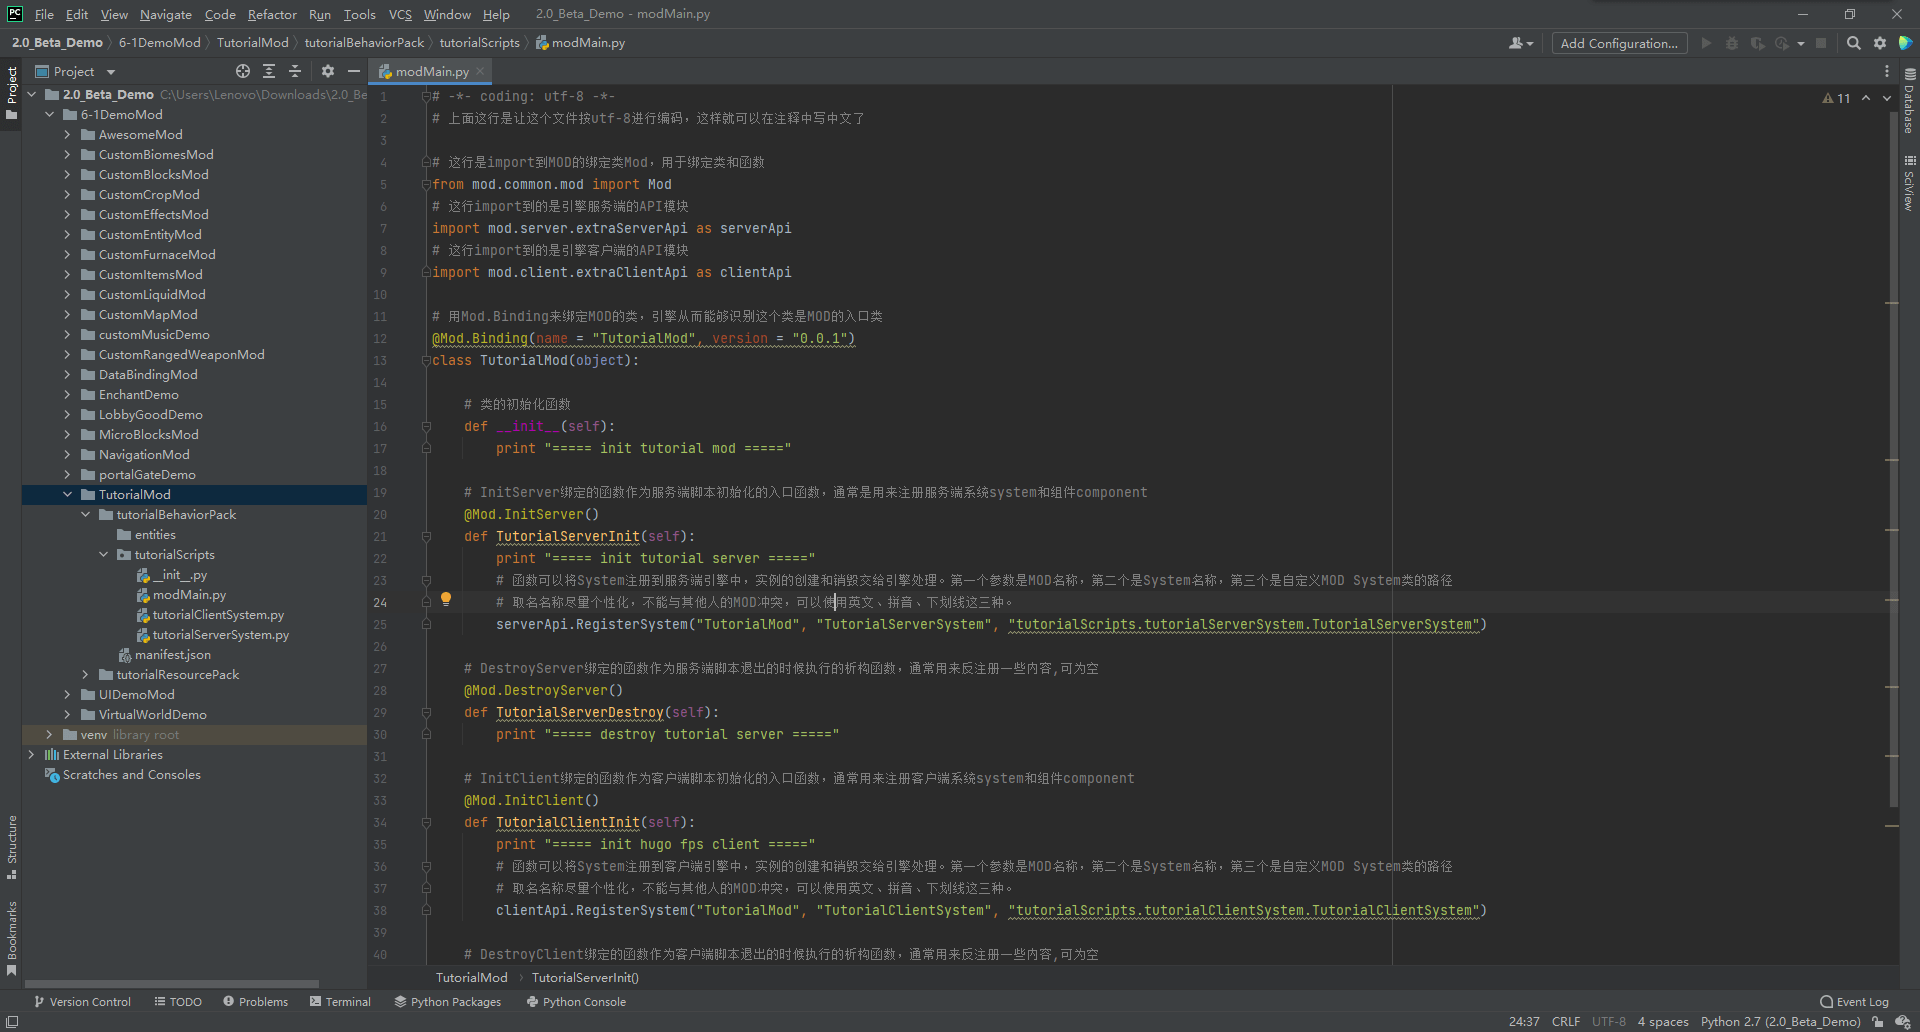 File Edit View Navigate Code Refactor Run Tools VCS Window Help 2.0_Beta_Demo - modMain.py
2.0_Beta_Demo 6-1DemoMod TutorialMod tutorialBehaviorPack tutorialScripts modMain.py
Add Configuration...
Project
modMain.py
2.0_Beta_Demo C:\Users\Lenovo\Downloads\2.0_Be
6-1DemoMod
AwesomeMod
CustomBiomesMod
CustomBlocksMod
CustomCropMod
CustomEffectsMod
CustomEntityMod
CustomFurnaceMod
CustomItemsMod
CustomLiquidMod
CustomMapMod
customMusicDemo
CustomRangedWeaponMod
DataBindingMod
EnchantDemo
LobbyGoodDemo
MicroBlocksMod
NavigationMod
portalGateDemo
TutorialMod
tutorialBehaviorPack
entities
tutorialScripts
__init__.py
modMain.py
tutorialClientSystem.py
tutorialServerSystem.py
manifest.json
tutorialResourcePack
UIDemoMod
VirtualWorldDemo
venv library root
External Libraries
Scratches and Consoles
Project
Structure
Bookmarks
1 # -*- coding: utf-8 -*-
2 # 上面这行是让这个文件按utf-8进行编码，这样就可以在注释中写中文了
3
4 # 这行是import到MOD的绑定类Mod，用于绑定类和函数
5 from mod.common.mod import Mod
6 # 这行import到的是引擎服务端的API模块
7 import mod.server.extraServerApi as serverApi
8 # 这行import到的是引擎客户端的API模块
9 import mod.client.extraClientApi as clientApi
10
11 # 用Mod.Binding来绑定MOD的类，引擎从而能够识别这个类是MOD的入口类
12 @Mod.Binding(name = "TutorialMod", version = "0.0.1")
13 class TutorialMod(object):
14
15 # 类的初始化函数
16 def __init__(self):
17 print "===== init tutorial mod ====="
18
19 # InitServer绑定的函数作为服务端脚本初始化的入口函数，通常是用来注册服务端系统system和组件component
20 @Mod.InitServer()
21 def TutorialServerInit(self):
22 print "===== init tutorial server ====="
23 # 函数可以将System注册到服务端引擎中，实例的创建和销毁交给引擎处理。第一个参数是MOD名称，第二个是System名称，第三个是自定义MOD System类的路径
24 # 取名名称尽量个性化，不能与其他人的MOD冲突，可以使用英文、拼音、下划线这三种。
25 serverApi.RegisterSystem("TutorialMod", "TutorialServerSystem", "tutorialScripts.tutorialServerSystem.TutorialServerSystem")
26
27 # DestroyServer绑定的函数作为服务端脚本退出的时候执行的析构函数，通常用来反注册一些内容,可为空
28 @Mod.DestroyServer()
29 def TutorialServerDestroy(self):
30 print "===== destroy tutorial server ====="
31
32 # InitClient绑定的函数作为客户端脚本初始化的入口函数，通常用来注册客户端系统system和组件component
33 @Mod.InitClient()
34 def TutorialClientInit(self):
35 print "===== init hugo fps client ====="
36 # 函数可以将System注册到客户端引擎中，实例的创建和销毁交给引擎处理。第一个参数是MOD名称，第二个是System名称，第三个是自定义MOD System类的路径
37 # 取名名称尽量个性化，不能与其他人的MOD冲突，可以使用英文、拼音、下划线这三种。
38 clientApi.RegisterSystem("TutorialMod", "TutorialClientSystem", "tutorialScripts.tutorialClientSystem.TutorialClientSystem")
39
40 # DestroyClient绑定的函数作为客户端脚本退出的时候执行的析构函数，通常用来反注册一些内容,可为空
11
Database
SciView
TutorialMod TutorialServerInit()
Version Control TODO Problems Terminal Python Packages Python Console Event Log
24:37 CRLF UTF-8 4 spaces Python 2.7 (2.0_Beta_Demo)